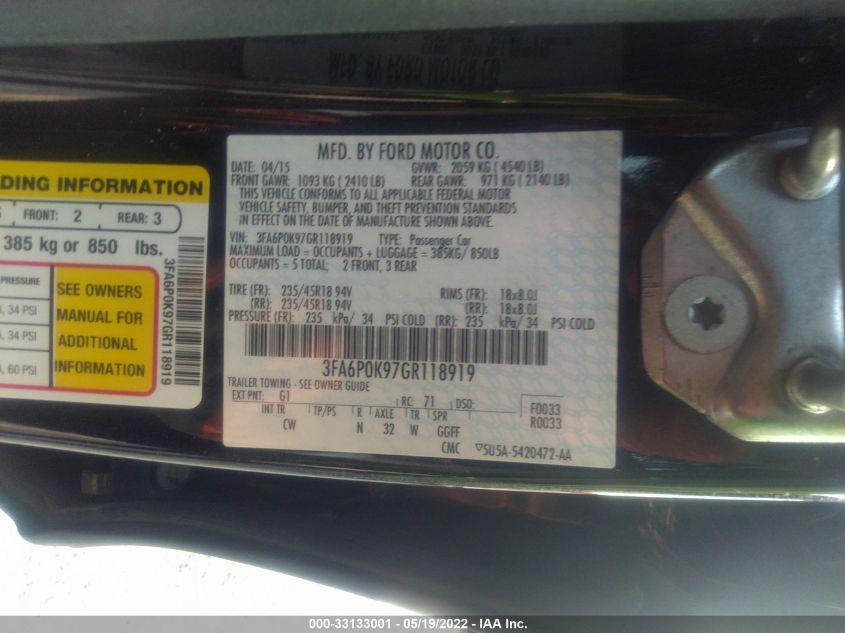 DING INFORMATION
FRONT: 2 REAR: 3
385 kg or 850 lbs.
PRESSURE
34 PSI
34 PSI
60 PSI
SEE OWNERS
MANUAL FOR
ADDITIONAL
INFORMATION
3FA6P0K97GR118919
MFD. BY FORD MOTOR CO.
DATE: 04/15 GVWR: 2059 KG ( 4540 LB)
FRONT GAWR: 1093 KG ( 2410 LB) REAR GAWR: 971 KG ( 2140 LB)
THIS VEHICLE CONFORMS TO ALL APPLICABLE FEDERAL MOTOR
VEHICLE SAFETY, BUMPER, AND THEFT PREVENTION STANDARDS
IN EFFECT ON THE DATE OF MANUFACTURE SHOWN ABOVE.
VIN: 3FA6P0K97GR118919 TYPE: Passenger Car
MAXIMUM LOAD = OCCUPANTS + LUGGAGE = 385KG/ 850LB
OCCUPANTS = 5 TOTAL; 2 FRONT, 3 REAR
TIRE (FR): 235/45R18 94V RIMS (FR): 18x8.0J
(RR): 235/45R18 94V (RR): 18x8.0J
PRESSURE (FR): 235 kPa/ 34 PSI COLD (RR): 235 kPa/ 34 PSI COLD
3FA6P0K97GR118919
TRAILER TOWING - SEE OWNER GUIDE
EXT PNT: G1 RC: 71 DSO: F0033
INT TR TP/PS R AXLE TR SPR R0033
CW N 32 W GGFF
CMC ▽5U5A-5420472-AA
000-33133001 - 05/19/2022 - IAA Inc.